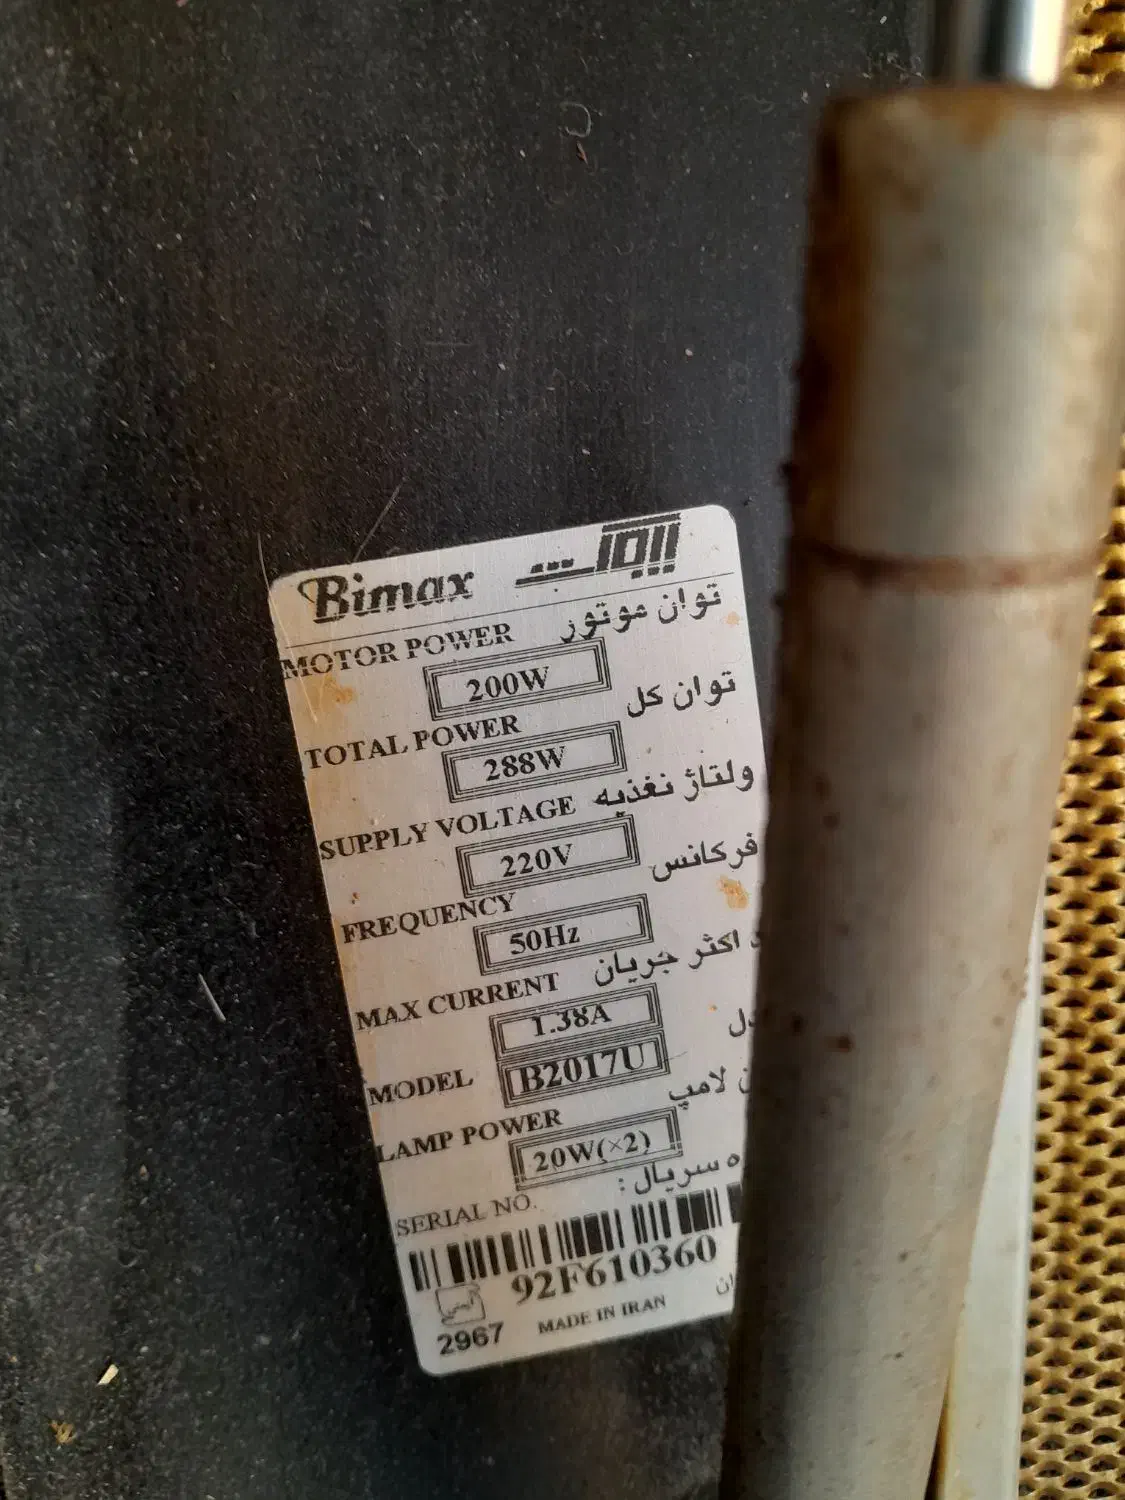 Bimax بیمکث
MOTOR POWER توان موتور
200W
توان کل
TOTAL POWER
288W
SUPPLY VOLTAGE ولتاژ تغذیه
220V
فرکانس
FREQUENCY
50Hz
اکثر جریان
MAX CURRENT
1.38A
MODEL B2017U
لامپ
LAMP POWER
20W(×2)
سریال :
SERIAL NO.
92F610360
2967 MADE IN IRAN